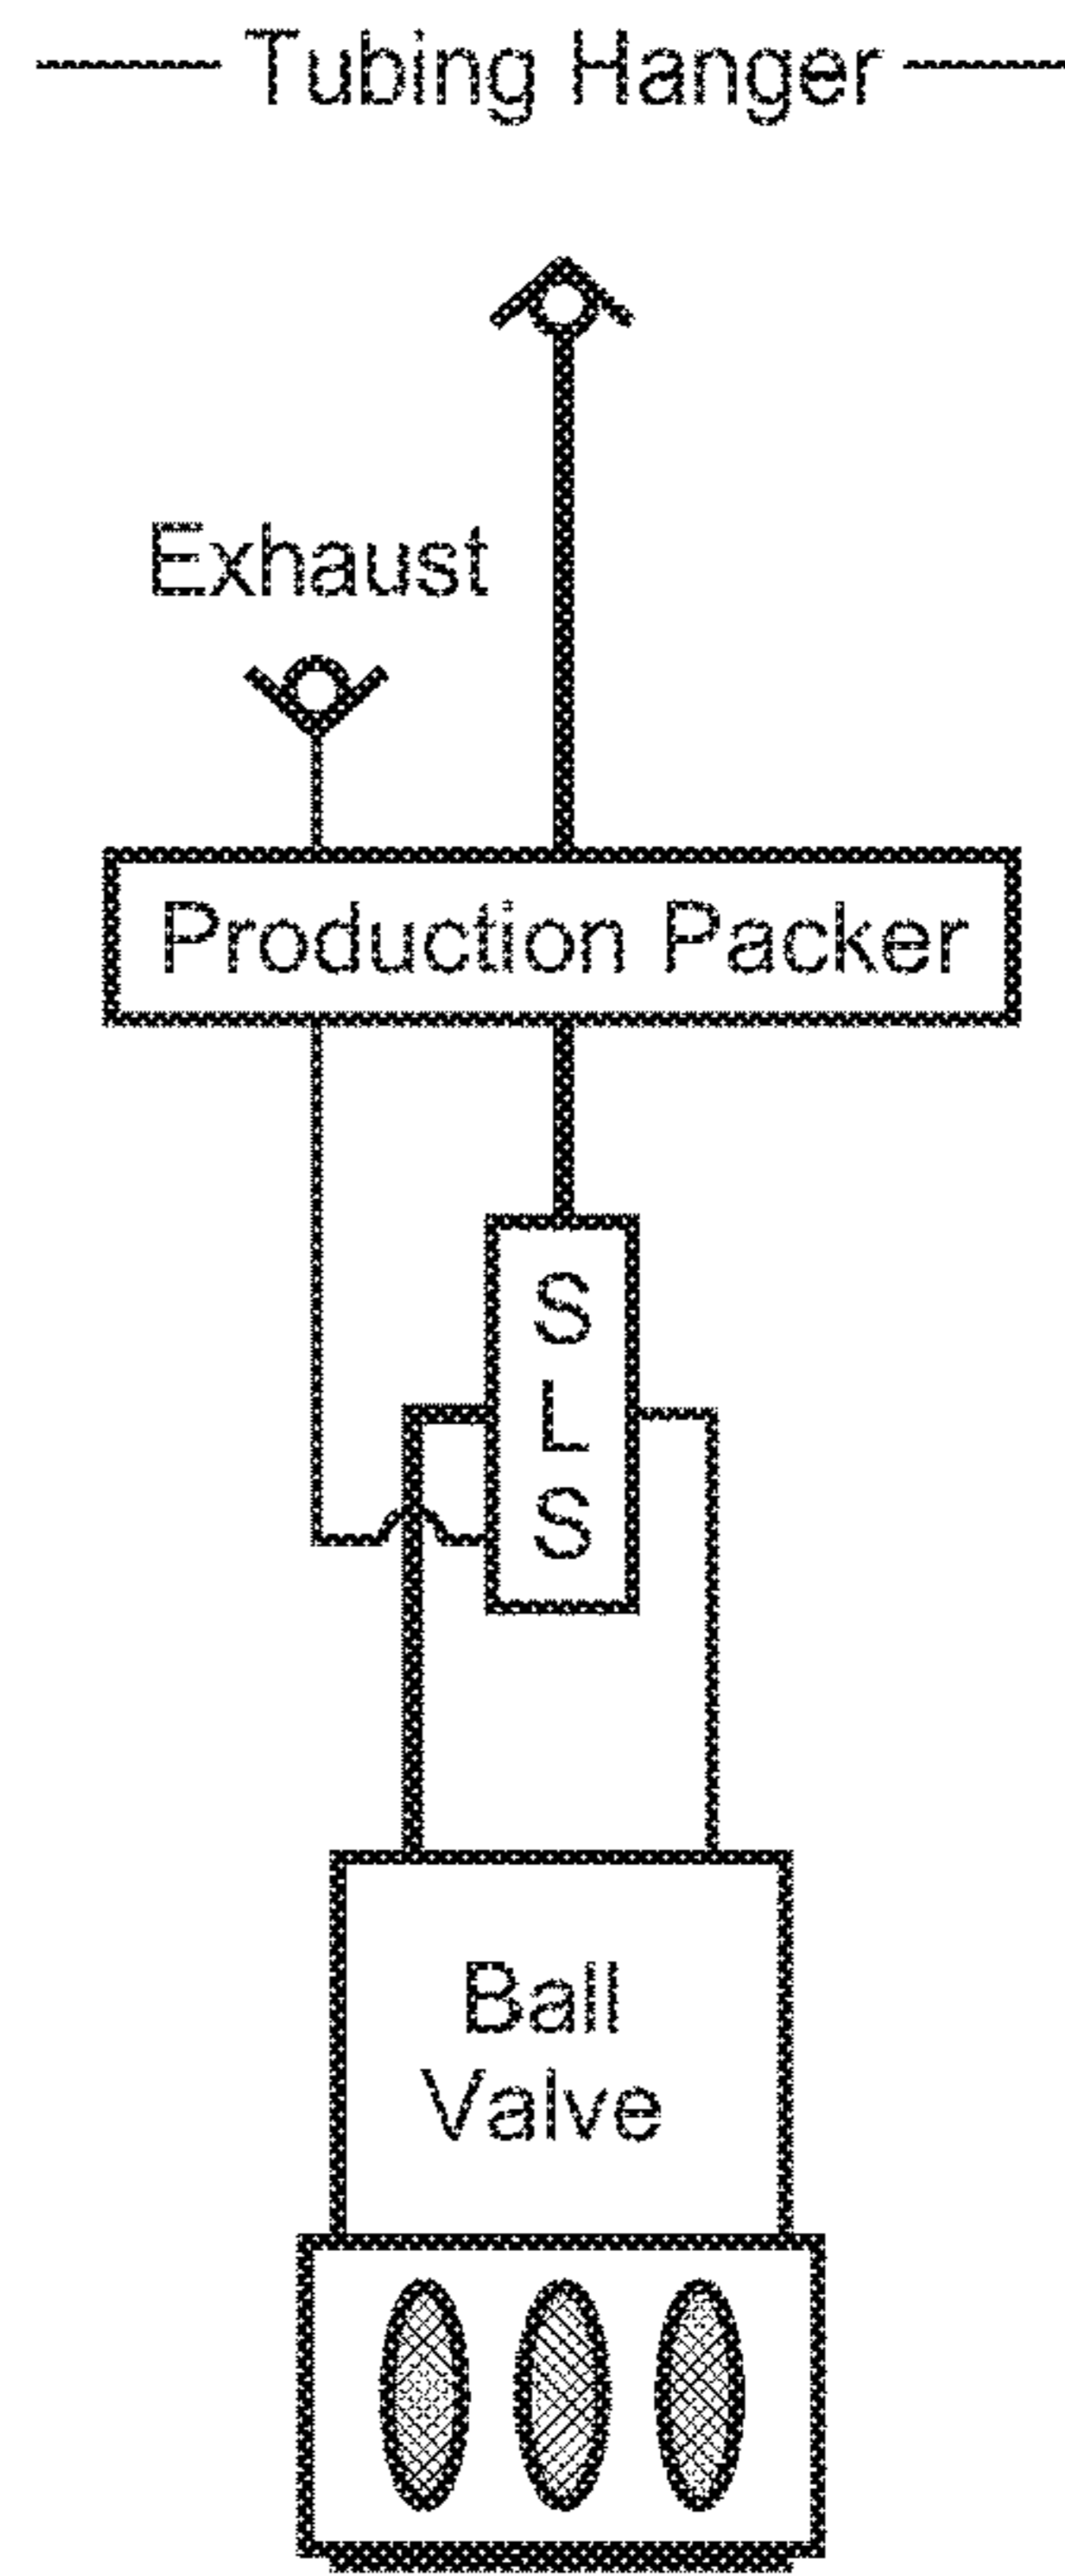 Tubing Hanger
Exhaust
Production Packer
S
L
S
Ball
Valve